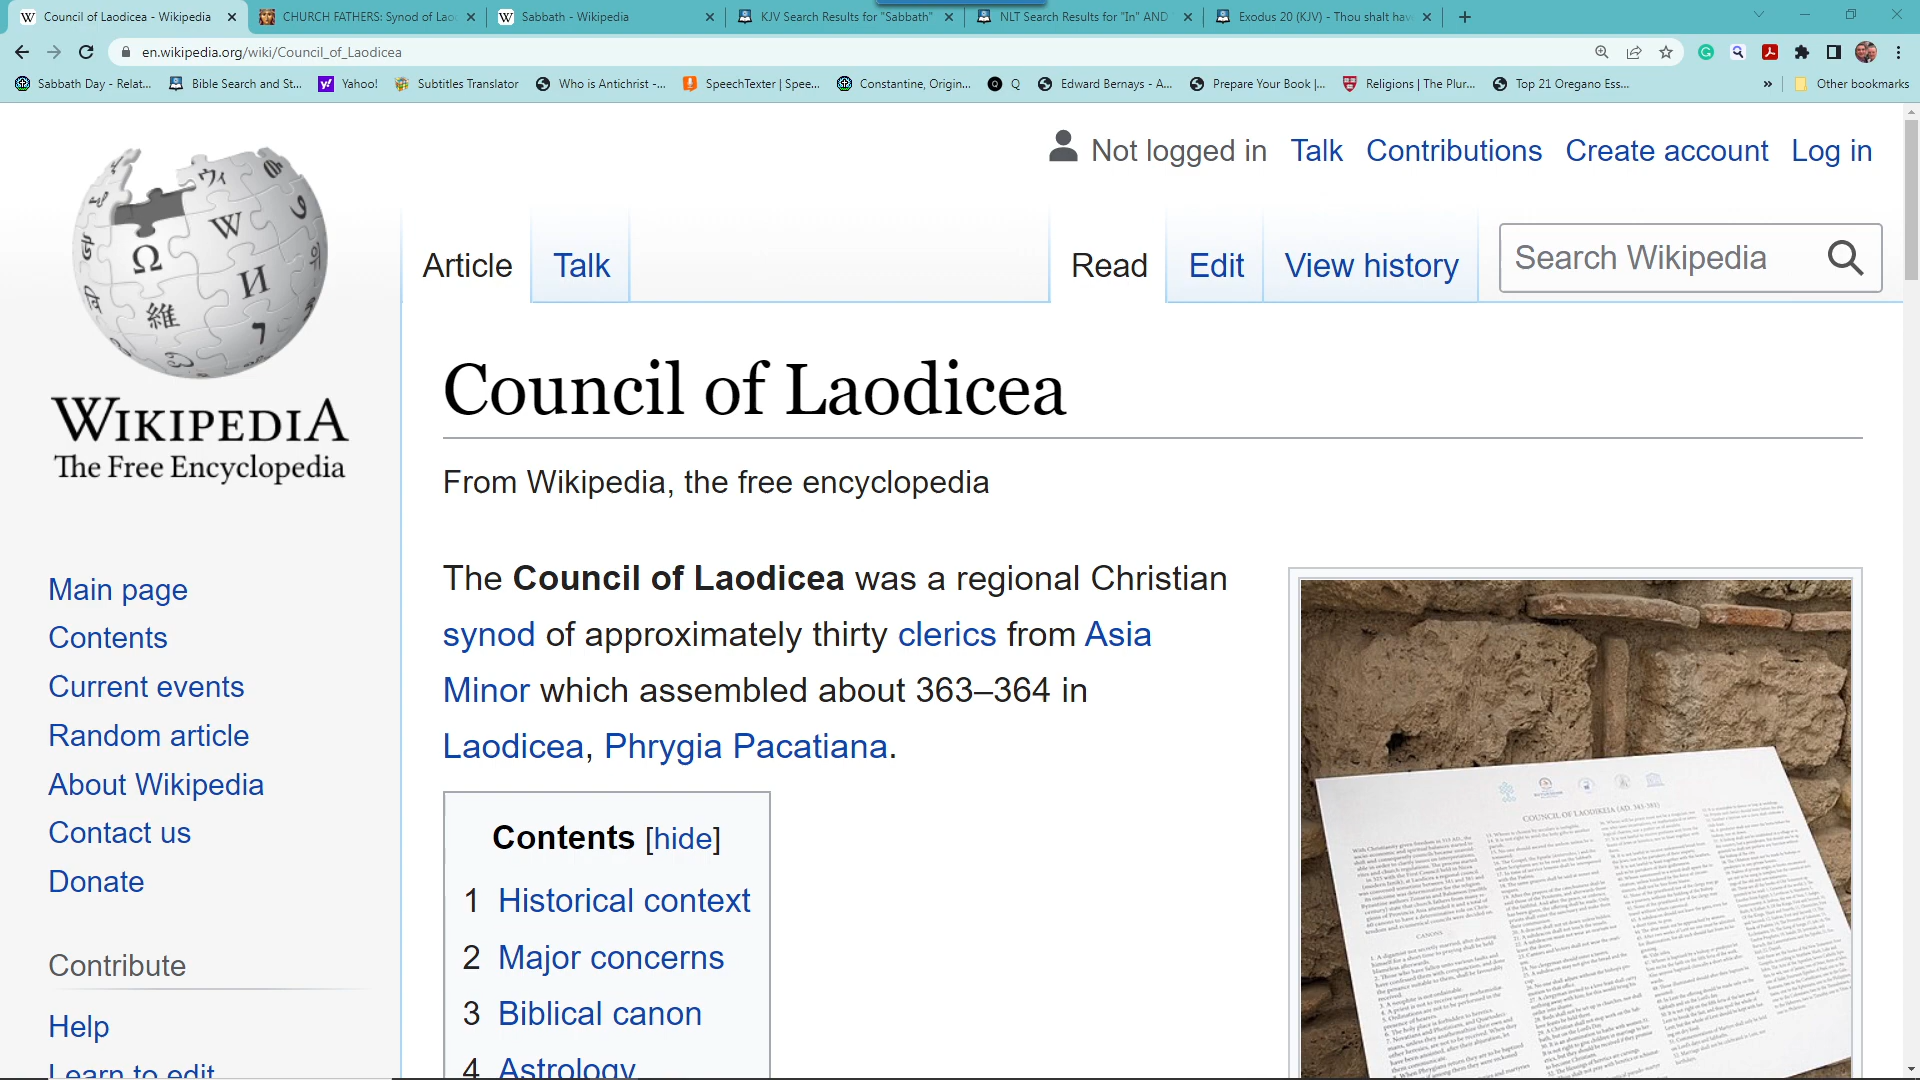 Council of Laodicea - Wikipedia
CHURCH FATHERS: Synod of Lao
Sabbath - Wikipedia
KJV Search Results for "Sabbath"
NLT Search Results for "In" AND
Exodus 20 (KJV) - Thou shalt hav
en.wikipedia.org/wiki/Council_of_Laodicea
Sabbath Day - Relat...
Bible Search and St...
Yahoo!
Subtitles Translator
Who is Antichrist -...
SpeechTexter | Spee...
Constantine, Origin...
Q
Edward Bernays - A...
Prepare Your Book |...
Religions | The Plur...
Top 21 Oregano Ess...
»
Other bookmarks
Not logged in Talk Contributions Create account Log in
Article Talk
Read Edit View history
Search Wikipedia
WIKIPEDIA
The Free Encyclopedia
Main page
Contents
Current events
Random article
About Wikipedia
Contact us
Donate
Contribute
Help
Learn to edit
Council of Laodicea
From Wikipedia, the free encyclopedia
The Council of Laodicea was a regional Christian
synod of approximately thirty clerics from Asia
Minor which assembled about 363–364 in
Laodicea, Phrygia Pacatiana.
Contents [hide]
1 Historical context
2 Major concerns
3 Biblical canon
4 Astrology
COUNCIL OF LAODIKEIA (AD. 343-381)
CANONS